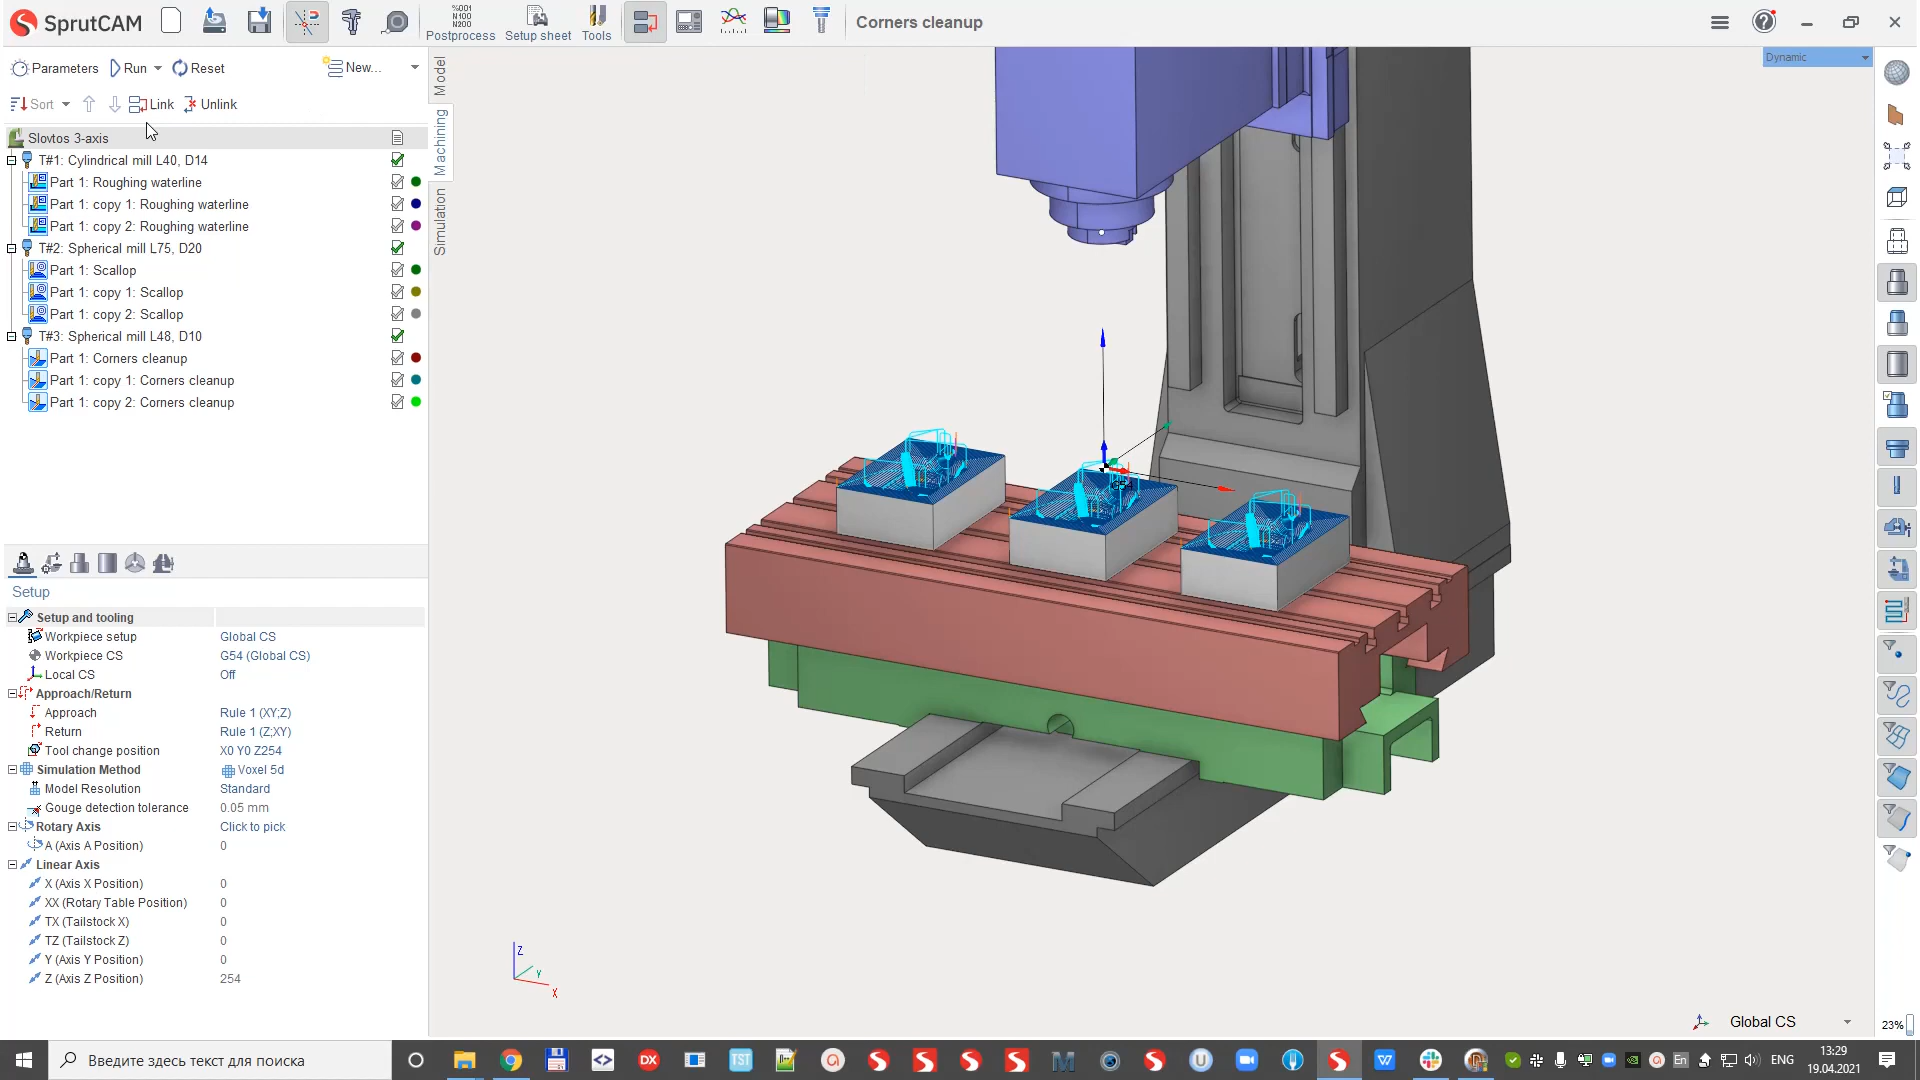 SprutCAM
%001
N100
N200
Postprocess
Setup sheet
Tools
Corners cleanup
Parameters
Run
Reset
New...
Sort
Link
Unlink
Model
Machining
Simulation
Dynamic
Slovtos 3-axis
T#1: Cylindrical mill L40, D14
Part 1: Roughing waterline
Part 1: copy 1: Roughing waterline
Part 1: copy 2: Roughing waterline
T#2: Spherical mill L75, D20
Part 1: Scallop
Part 1: copy 1: Scallop
Part 1: copy 2: Scallop
T#3: Spherical mill L48, D10
Part 1: Corners cleanup
Part 1: copy 1: Corners cleanup
Part 1: copy 2: Corners cleanup
G54
Setup
Setup and tooling
Workpiece setup Global CS
Workpiece CS G54 (Global CS)
Local CS Off
Approach/Return
Approach Rule 1 (XY;Z)
Return Rule 1 (Z;XY)
Tool change position X0 Y0 Z254
Simulation Method Voxel 5d
Model Resolution Standard
Gouge detection tolerance 0.05 mm
Rotary Axis Click to pick
A (Axis A Position) 0
Linear Axis
X (Axis X Position) 0
XX (Rotary Table Position) 0
TX (Tailstock X) 0
TZ (Tailstock Z) 0
Y (Axis Y Position) 0
Z (Axis Z Position) 254
Z
Y
X
Global CS
23%
Введите здесь текст для поиска
DX
TST
ENG
13:29
19.04.2021